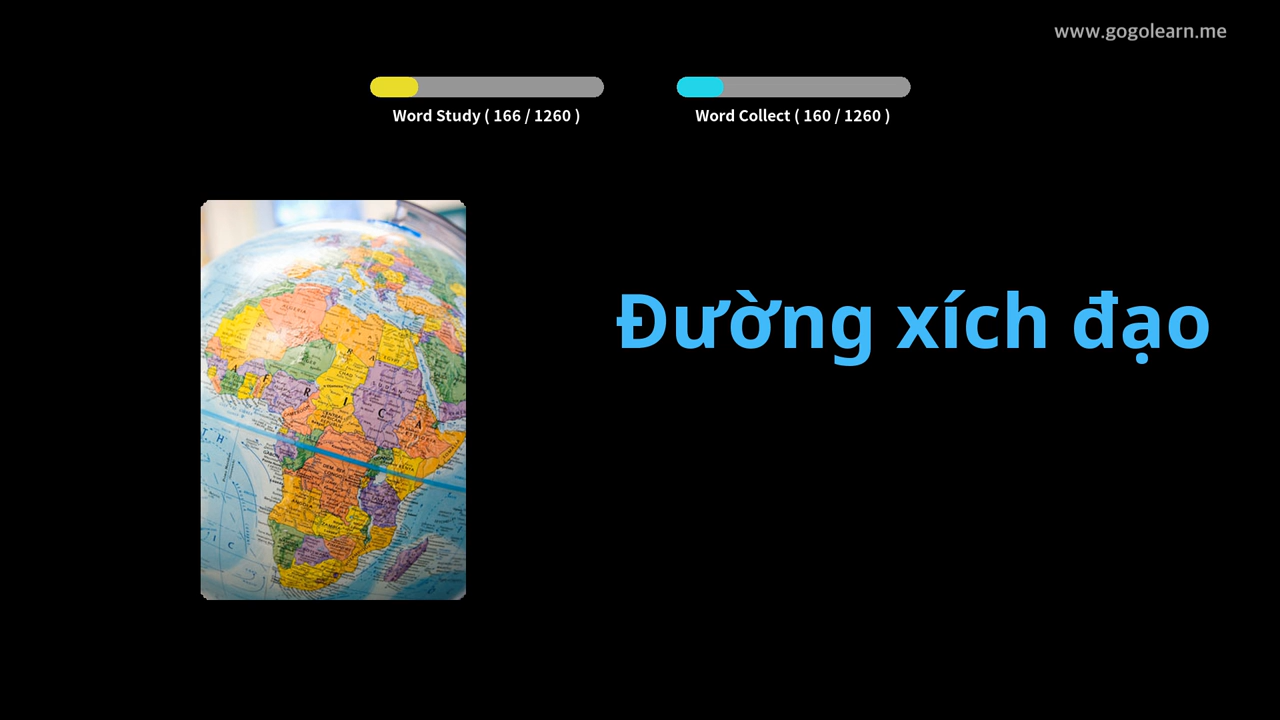 www.gogolearn.me
Word Study ( 166 / 1260 )
Word Collect ( 160 / 1260 )
Đường xích đạo
A F R I C A